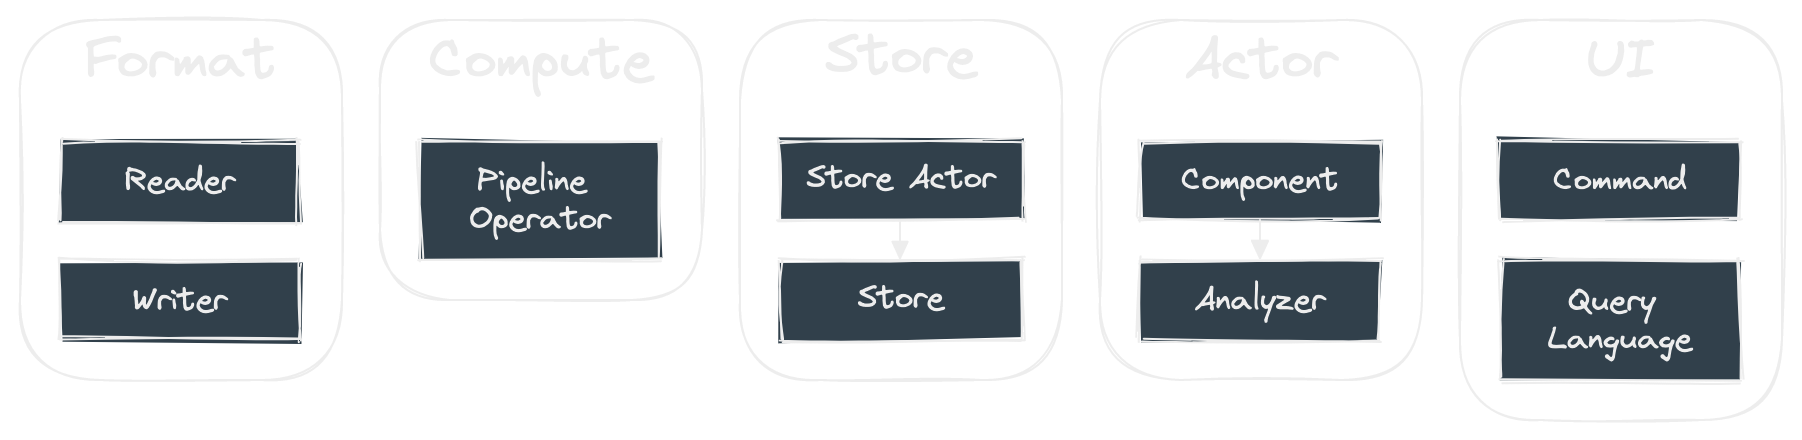 Format
Reader
Writer
Compute
Pipeline
Operator
Store
Store Actor
Store
Actor
Component
Analyzer
UI
Command
Query
Language